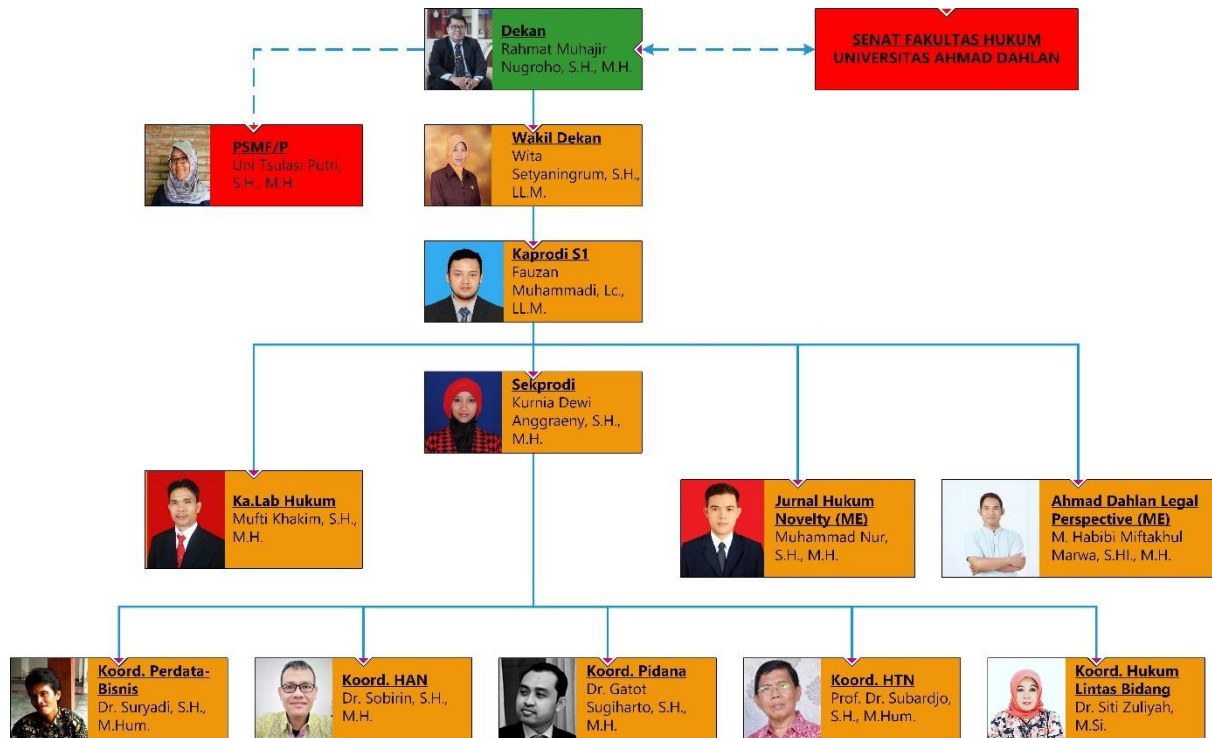 Dekan
Rahmat Muhajir
Nugroho, S.H., M.H.
SENAT FAKULTAS HUKUM
UNIVERSITAS AHMAD DAHLAN
PSMF/P
Uni Tsulasi Putri,
S.H., M.H.
Wakil Dekan
Wita
Setyaningrum, S.H.,
LL.M.
Kaprodi S1
Fauzan
Muhammadi, Lc.,
LL.M.
Sekprodi
Kurnia Dewi
Anggraeny, S.H.,
M.H.
Ka.Lab Hukum
Mufti Khakim, S.H.,
M.H.
Jurnal Hukum
Novelty (ME)
Muhammad Nur,
S.H., M.H.
Ahmad Dahlan Legal
Perspective (ME)
M. Habibi Miftakhul
Marwa, S.HI., M.H.
Koord. Perdata-
Bisnis
Dr. Suryadi, S.H.,
M.Hum.
Koord. HAN
Dr. Sobirin, S.H.,
M.H.
Koord. Pidana
Dr. Gatot
Sugiharto, S.H.,
M.H.
Koord. HTN
Prof. Dr. Subardjo,
S.H., M.Hum.
Koord. Hukum
Lintas Bidang
Dr. Siti Zuliyah,
M.Si.